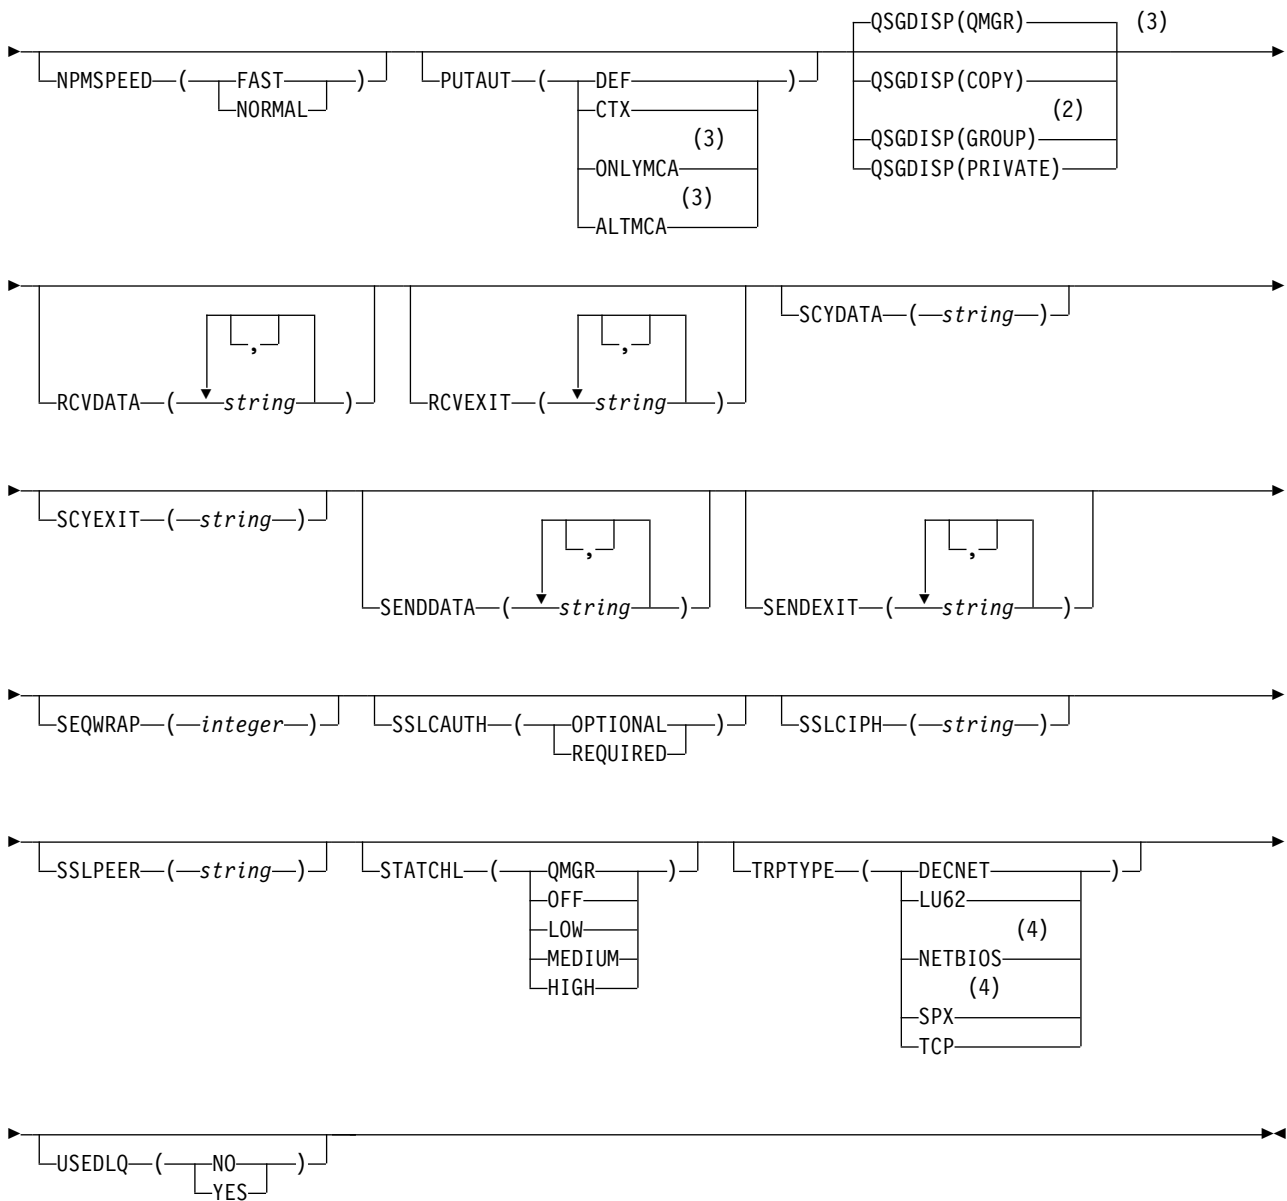 QSGDISP(QMGR) (3)
NPMSPEED ( FAST ) PUTAUT ( DEF ) QSGDISP(COPY)
NORMAL CTX (2)
(3) QSGDISP(GROUP)
ONLYMCA QSGDISP(PRIVATE)
(3)
ALTMCA
SCYDATA ( string )
, ,
RCVDATA ( string ) RCVEXIT ( string )
SCYEXIT ( string )
, ,
SENDDATA ( string ) SENDEXIT ( string )
SEQWRAP ( integer ) SSLCAUTH ( OPTIONAL ) SSLCIPH ( string )
REQUIRED
SSLPEER ( string ) STATCHL ( QMGR ) TRPTYPE ( DECNET )
OFF LU62
LOW (4)
MEDIUM NETBIOS
HIGH (4)
SPX
TCP
USEDLQ ( NO )
YES